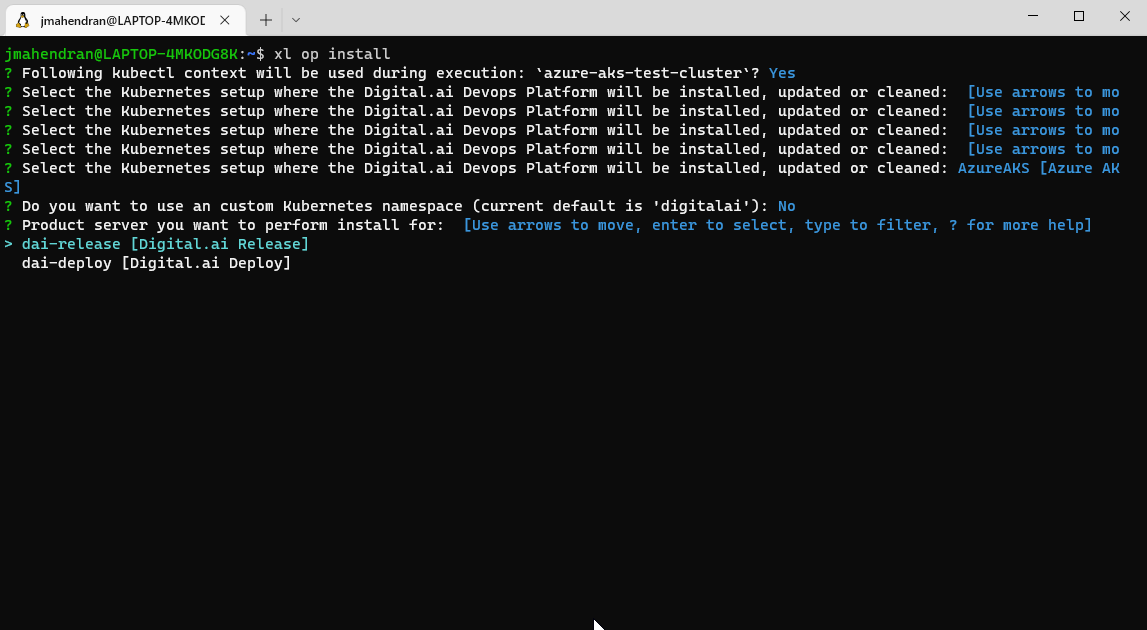 jmahendran@LAPTOP-4MKOD
jmahendran@LAPTOP-4MKODG8K:~$ xl op install
? Following kubectl context will be used during execution: `azure-aks-test-cluster`? Yes
? Select the Kubernetes setup where the Digital.ai Devops Platform will be installed, updated or cleaned:  [Use arrows to mo
? Select the Kubernetes setup where the Digital.ai Devops Platform will be installed, updated or cleaned:  [Use arrows to mo
? Select the Kubernetes setup where the Digital.ai Devops Platform will be installed, updated or cleaned:  [Use arrows to mo
? Select the Kubernetes setup where the Digital.ai Devops Platform will be installed, updated or cleaned:  [Use arrows to mo
? Select the Kubernetes setup where the Digital.ai Devops Platform will be installed, updated or cleaned: AzureAKS [Azure AK
S]
? Do you want to use an custom Kubernetes namespace (current default is 'digitalai'): No
? Product server you want to perform install for:  [Use arrows to move, enter to select, type to filter, ? for more help]
> dai-release [Digital.ai Release]
dai-deploy [Digital.ai Deploy]